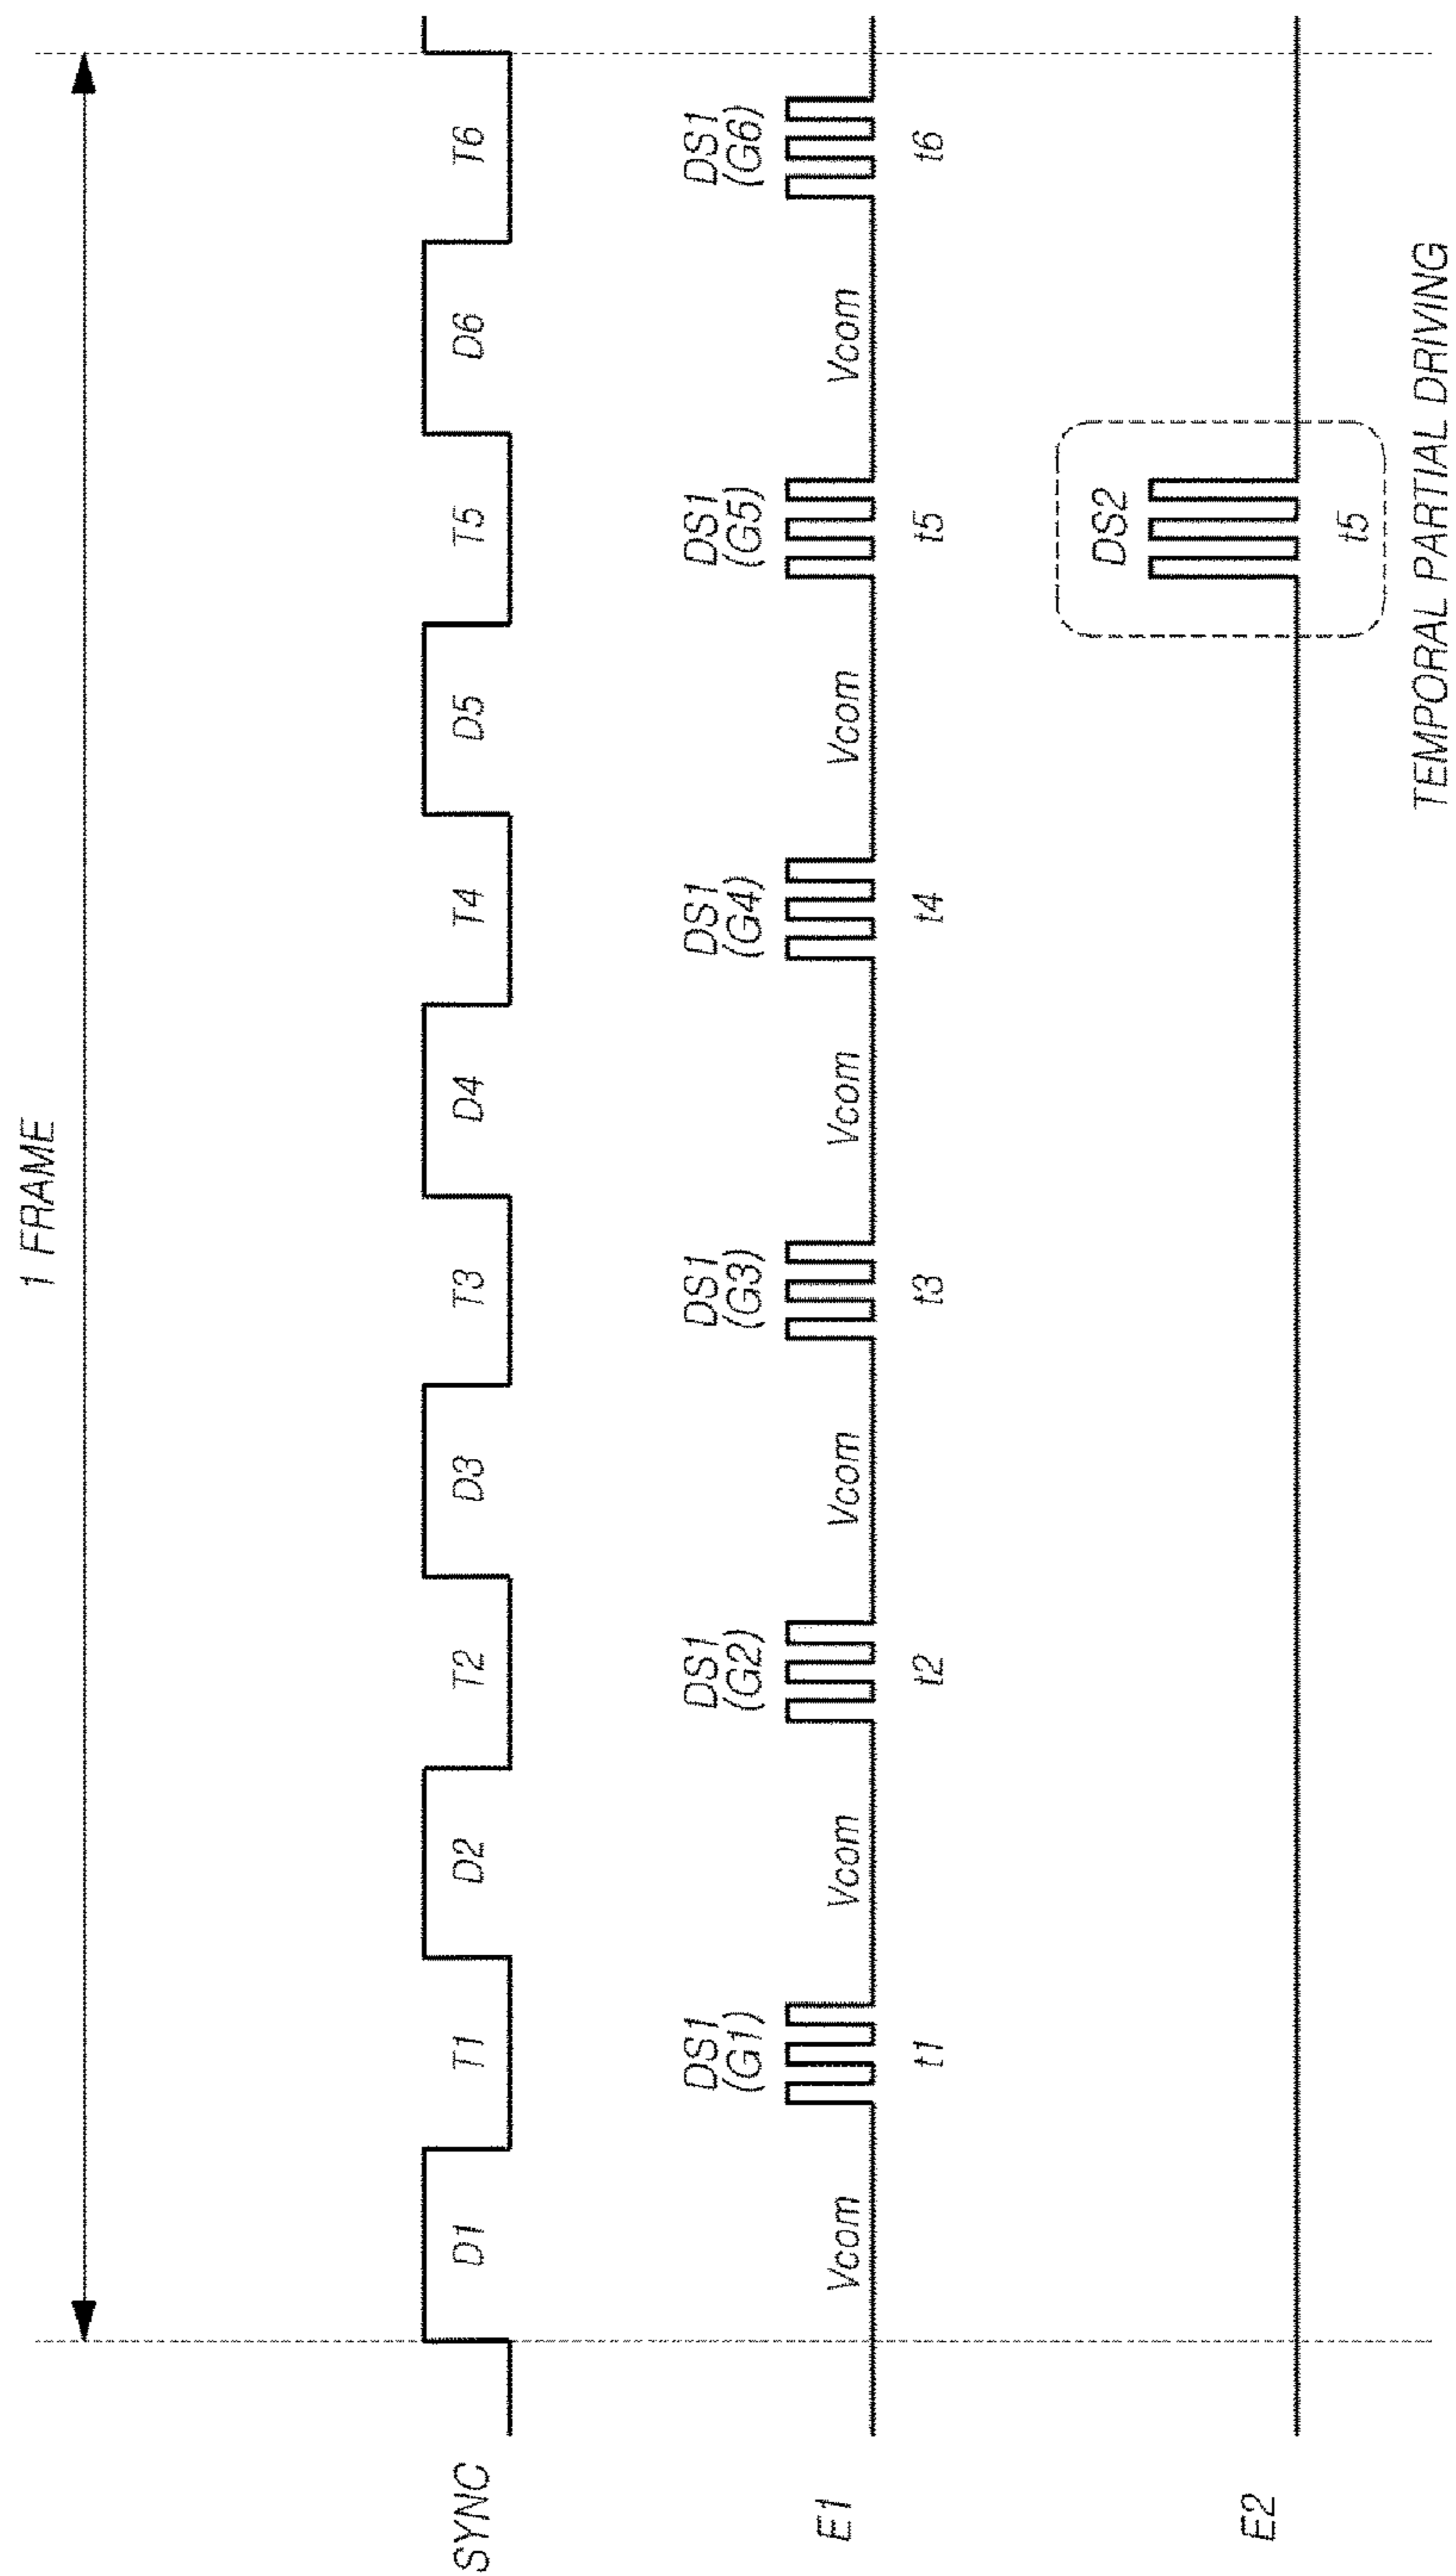 1 FRAME
SYNC
D1
T1
D2
T2
D3
T3
D4
T4
D5
T5
D6
T6
E1
Vcom
DS1
(G1)
t1
Vcom
DS1
(G2)
t2
Vcom
DS1
(G3)
t3
Vcom
DS1
(G4)
t4
Vcom
DS1
(G5)
t5
Vcom
DS1
(G6)
t6
E2
DS2
t5
TEMPORAL PARTIAL DRIVING